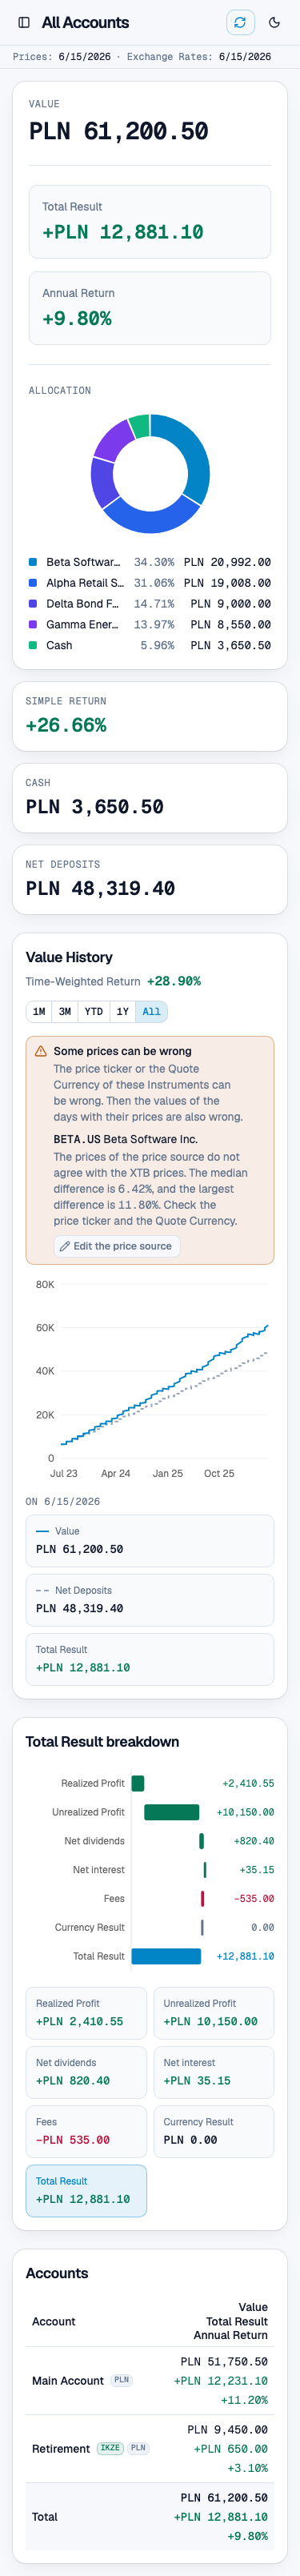 All Accounts
Prices: 6/15/2026 · Exchange Rates: 6/15/2026
VALUE
PLN 61,200.50
Total Result
+PLN 12,881.10
Annual Return
+9.80%
ALLOCATION
Beta Softwar... 34.30% PLN 20,992.00
Alpha Retail S... 31.06% PLN 19,008.00
Delta Bond F... 14.71% PLN 9,000.00
Gamma Ener... 13.97% PLN 8,550.00
Cash 5.96% PLN 3,650.50
SIMPLE RETURN
+26.66%
CASH
PLN 3,650.50
NET DEPOSITS
PLN 48,319.40
Value History
Time-Weighted Return +28.90%
1M 3M YTD 1Y All
Some prices can be wrong
The price ticker or the Quote
Currency of these Instruments can
be wrong. Then the values of the
days with their prices are also wrong.
BETA.US Beta Software Inc.
The prices of the price source do not
agree with the XTB prices. The median
difference is 6.42%, and the largest
difference is 11.80%. Check the
price ticker and the Quote Currency.
Edit the price source
80K
60K
40K
20K
0
Jul 23 Apr 24 Jan 25 Oct 25
ON 6/15/2026
Value
PLN 61,200.50
Net Deposits
PLN 48,319.40
Total Result
+PLN 12,881.10
Total Result breakdown
Realized Profit +2,410.55
Unrealized Profit +10,150.00
Net dividends +820.40
Net interest +35.15
Fees −535.00
Currency Result 0.00
Total Result +12,881.10
Realized Profit Unrealized Profit
+PLN 2,410.55 +PLN 10,150.00
Net dividends Net interest
+PLN 820.40 +PLN 35.15
Fees Currency Result
−PLN 535.00 PLN 0.00
Total Result
+PLN 12,881.10
Accounts
Value
Account Total Result
Annual Return
PLN 51,750.50
Main Account PLN +PLN 12,231.10
+11.20%
PLN 9,450.00
Retirement IKZE PLN +PLN 650.00
+3.10%
PLN 61,200.50
Total +PLN 12,881.10
+9.80%